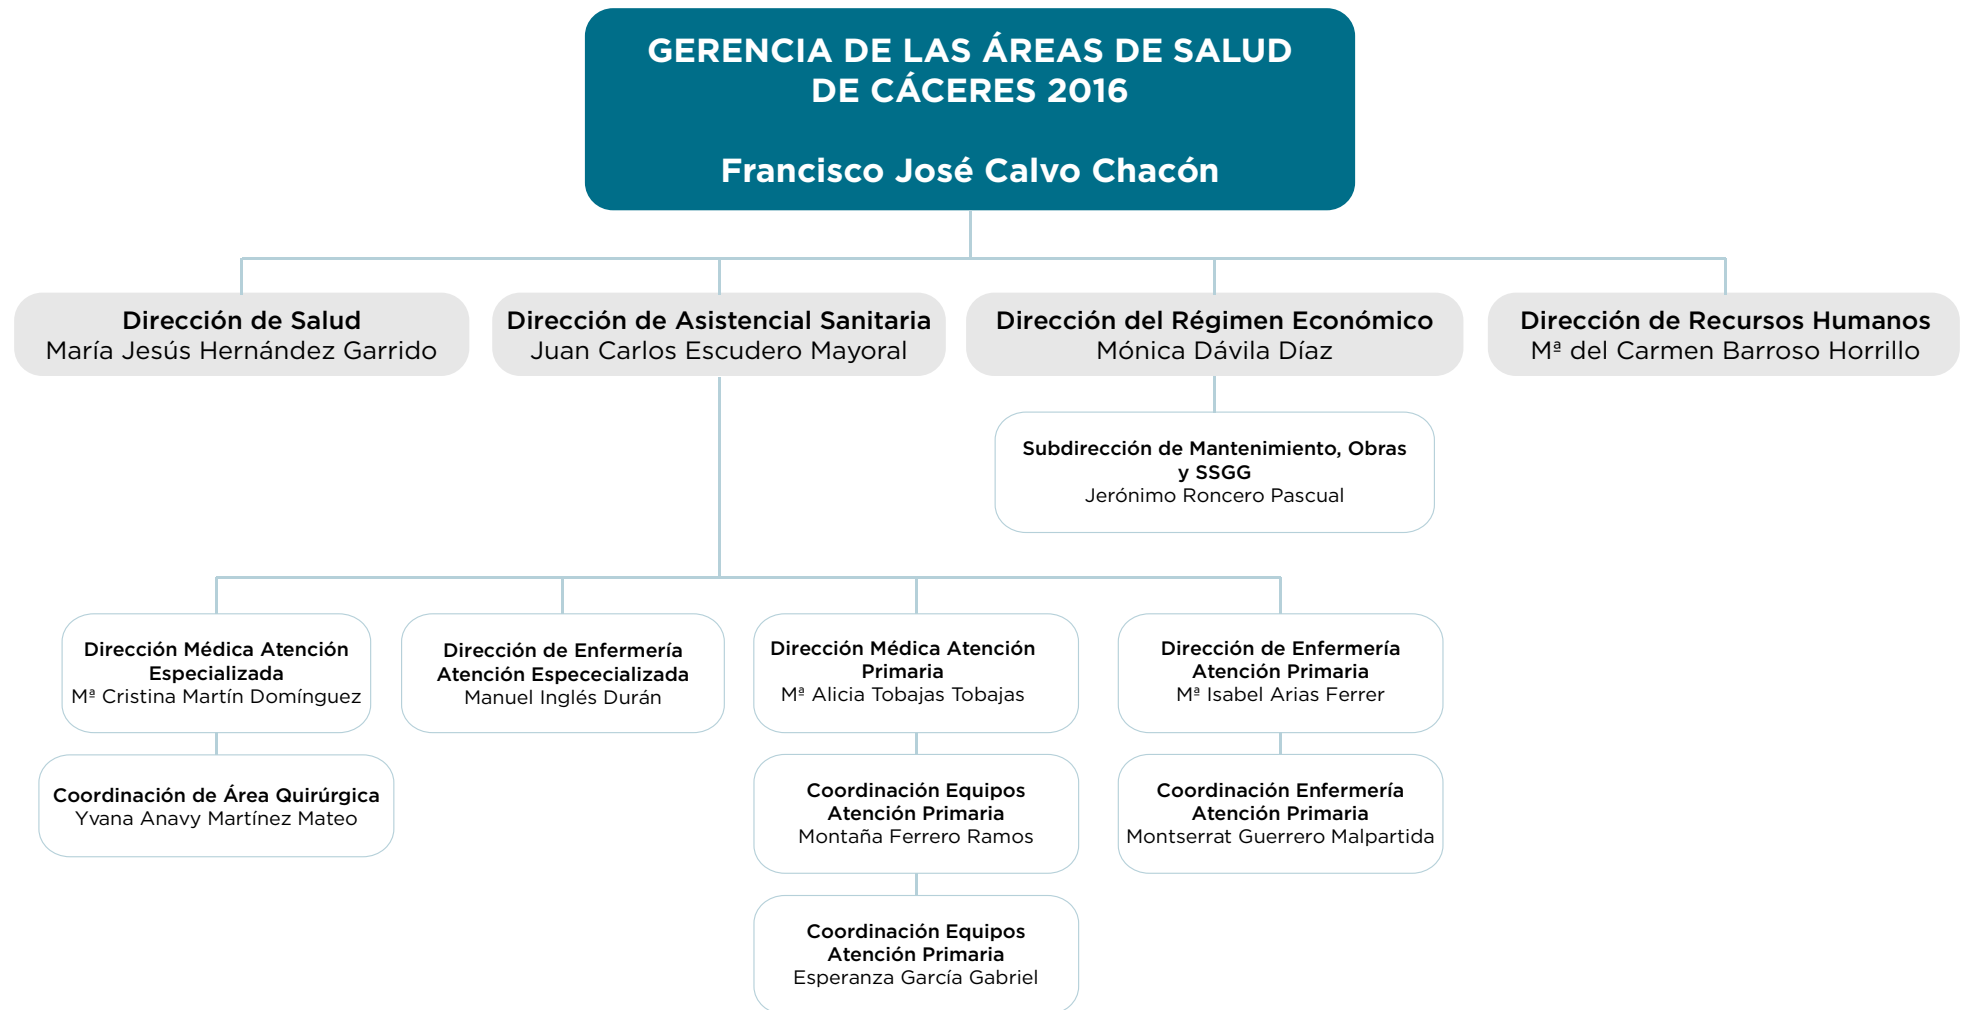 GERENCIA DE LAS ÁREAS DE SALUD
DE CÁCERES 2016
Francisco José Calvo Chacón
Dirección de Salud
María Jesús Hernández Garrido
Dirección de Asistencial Sanitaria
Juan Carlos Escudero Mayoral
Dirección del Régimen Económico
Mónica Dávila Díaz
Dirección de Recursos Humanos
Mª del Carmen Barroso Horrillo
Subdirección de Mantenimiento, Obras
y SSGG
Jerónimo Roncero Pascual
Dirección Médica Atención
Especializada
Mª Cristina Martín Domínguez
Dirección de Enfermería
Atención Espececializada
Manuel Inglés Durán
Dirección Médica Atención
Primaria
Mª Alicia Tobajas Tobajas
Dirección de Enfermería
Atención Primaria
Mª Isabel Arias Ferrer
Coordinación de Área Quirúrgica
Yvana Anavy Martínez Mateo
Coordinación Equipos
Atención Primaria
Montaña Ferrero Ramos
Coordinación Enfermería
Atención Primaria
Montserrat Guerrero Malpartida
Coordinación Equipos
Atención Primaria
Esperanza García Gabriel